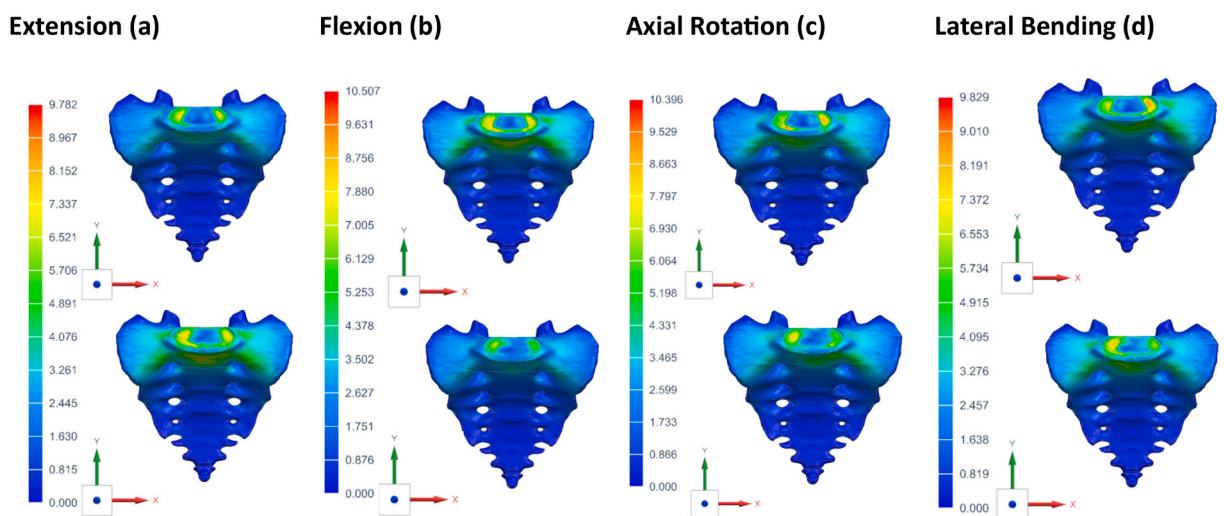 Extension (a)
Flexion (b)
Axial Rotation (c)
Lateral Bending (d)
9.782
8.967
8.152
7.337
6.521
5.706
4.891
4.076
3.261
2.445
1.630
0.815
0.000
Y
X
Y
X
10.507
9.631
8.756
7.880
7.005
6.129
5.253
4.378
3.502
2.627
1.751
0.876
0.000
Y
X
Y
X
10.396
9.529
8.663
7.797
6.930
6.064
5.198
4.331
3.465
2.599
1.733
0.866
0.000
Y
X
Y
X
9.829
9.010
8.191
7.372
6.553
5.734
4.915
4.095
3.276
2.457
1.638
0.819
0.000
Y
X
Y
X